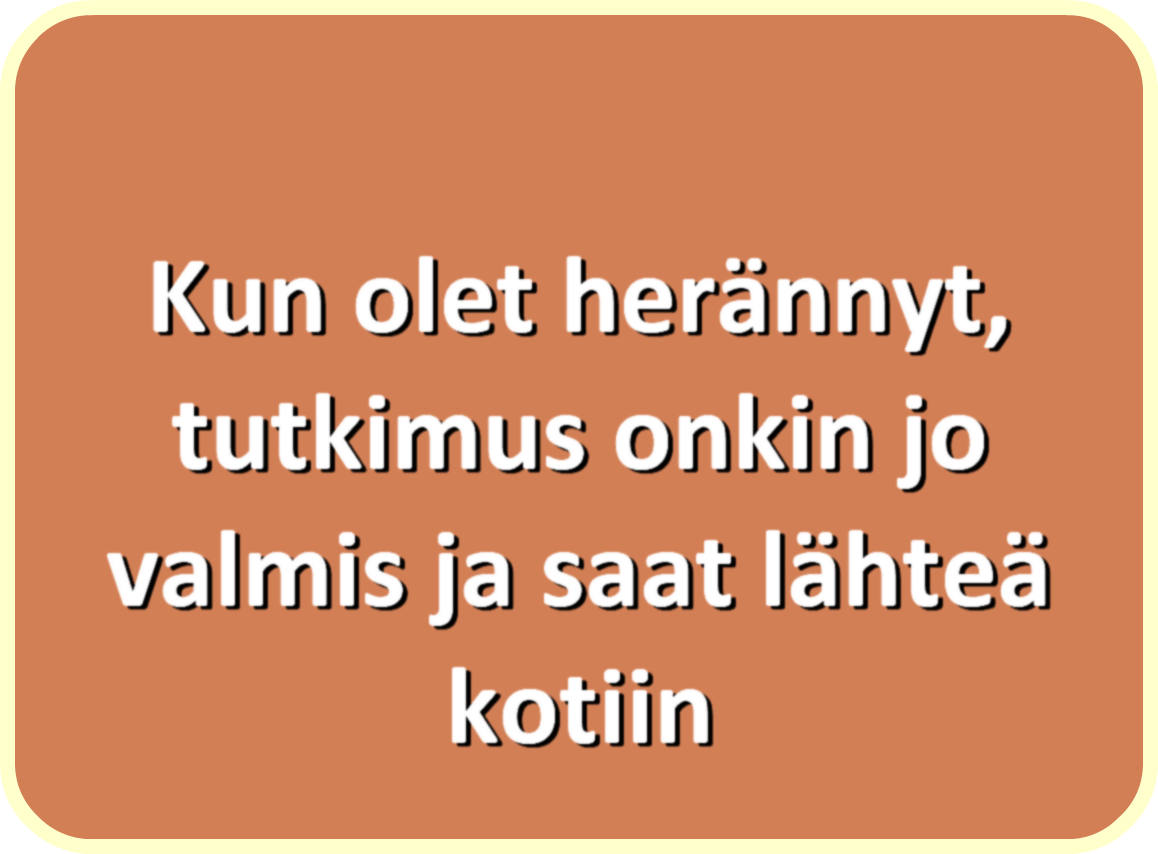 Kun olet herännyt,
tutkimus onkin jo
valmis ja saat lähteä
kotiin